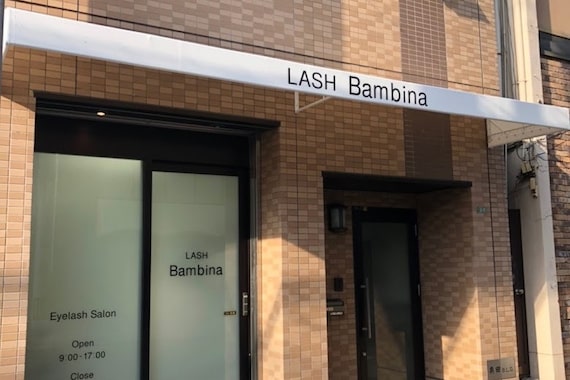 LASH Bambina
LASH
Bambina
Eyelash Salon
Open
9:00-17:00
Close